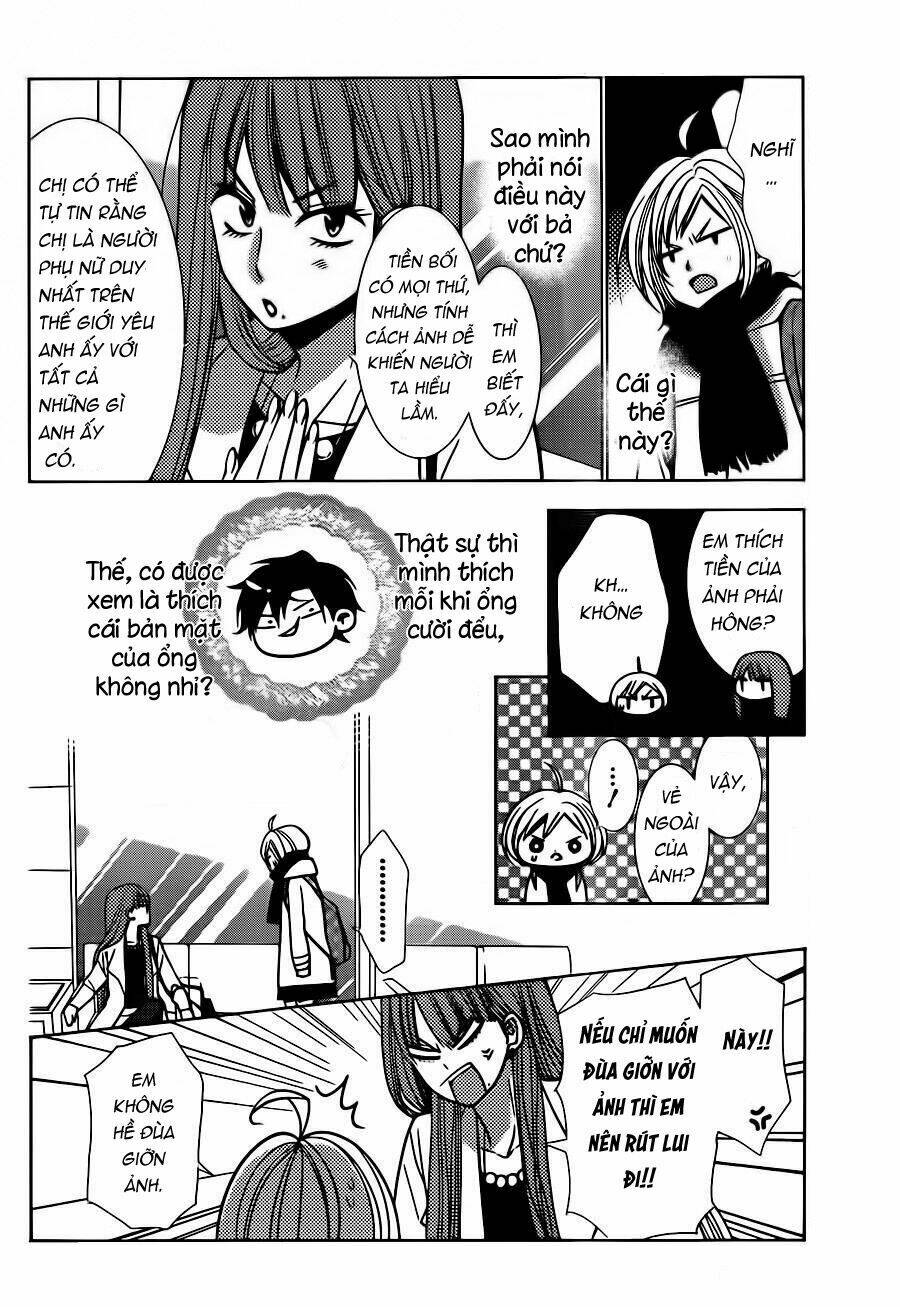 NGHĨ
...
Cái gì
thế
này?
Sao mình
phải nói
điều này
với bả
chứ?
THÌ
EM
BIẾT
ĐẤY,
TIỀN BỐI
CÓ MỌI THỨ,
NHƯNG TÍNH
CÁCH ẢNH DỄ
KHIẾN NGƯỜI
TA HIỂU
LẦM.
CHỊ CÓ THỂ
TỰ TIN RẰNG
CHỊ LÀ NGƯỜI
PHỤ NỮ DUY
NHẤT TRÊN
THẾ GIỚI YÊU
ANH ẤY VỚI
TẤT CẢ
NHỮNG GÌ
ANH ẤY
CÓ.
EM THÍCH
TIỀN CỦA
ẢNH PHẢI
HÔNG?
KH...
KHÔNG
VẬY,
VẺ
NGOÀI
CỦA
ẢNH?
....!
Thật sự thì
mình thích
mỗi khi ổng
cười đểu,
Thế, có được
xem là thích
cái bản mặt
của ổng
không nhỉ?
.........
NÀY!!
NẾU CHỈ MUỐN
ĐÙA GIỠN VỚI
ẢNH THÌ EM
NÊN RÚT LUI
ĐI!!
EM
KHÔNG
HỀ ĐÙA
GIỠN
ẢNH.